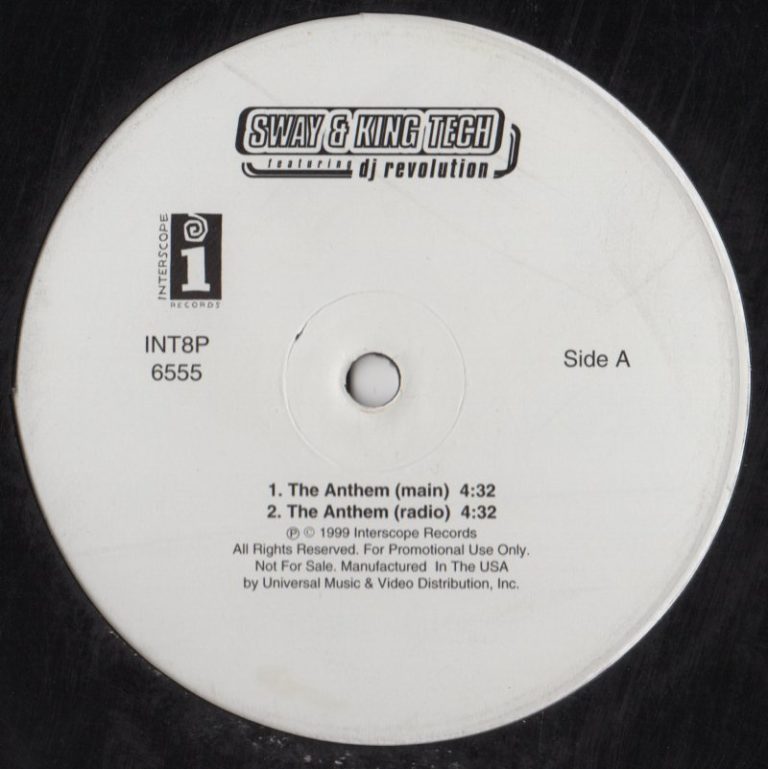 SWAY & KING TECH
featuring dj revolution
INTERSCOPE
i
RECORDS
INT8P
6555
Side A
1. The Anthem (main) 4:32
2. The Anthem (radio) 4:32
℗ © 1999 Interscope Records
All Rights Reserved. For Promotional Use Only.
Not For Sale. Manufactured In The USA
by Universal Music & Video Distribution, Inc.